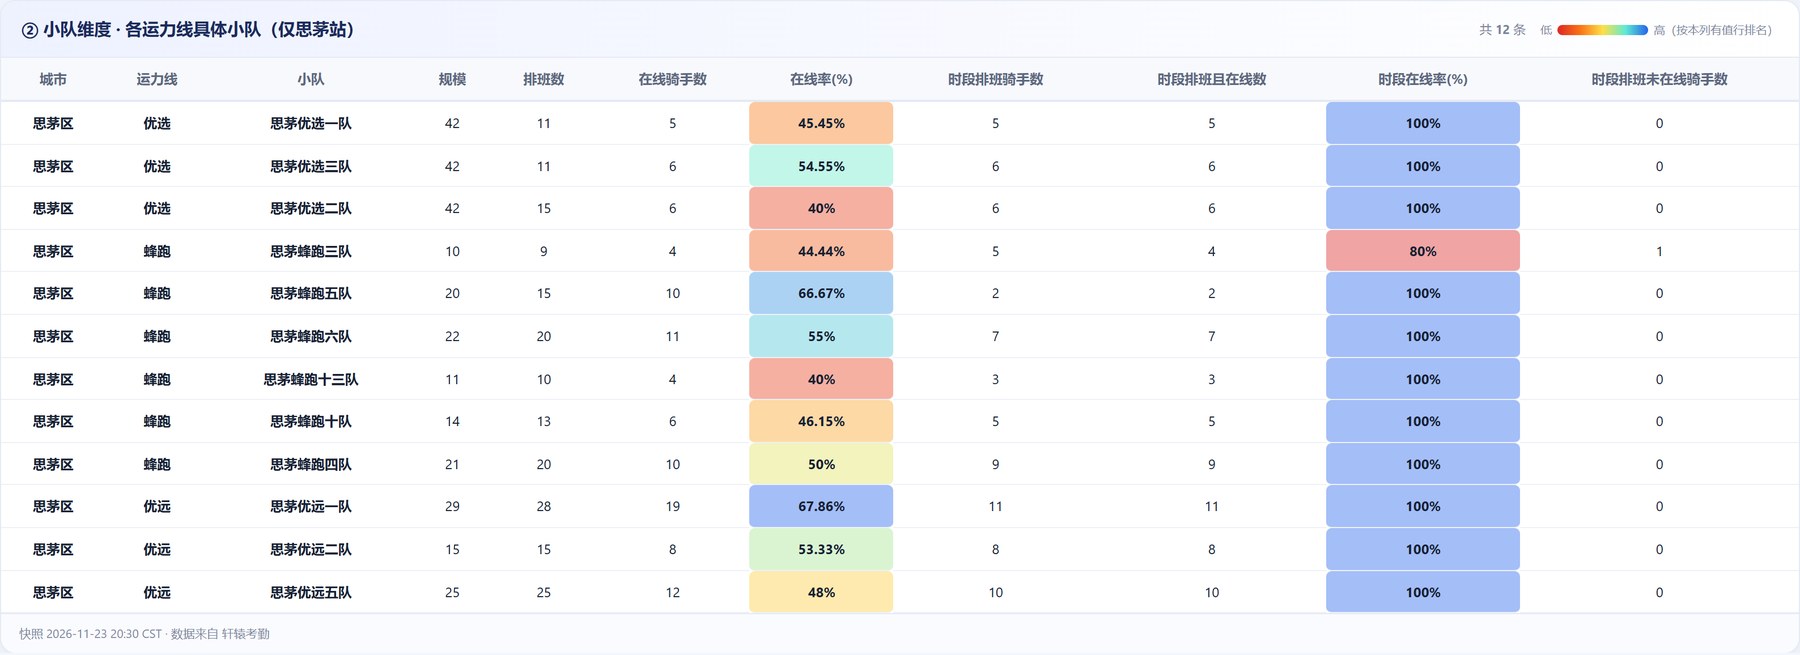 ② 小队维度 · 各运力线具体小队（仅思茅站）
共 12 条 低 高 (按本列有值行排名)
城市 运力线 小队 规模 排班数 在线骑手数 在线率(%) 时段排班骑手数 时段排班且在线数 时段在线率(%) 时段排班未在线骑手数
思茅区 优选 思茅优选一队 42 11 5 45.45% 5 5 100% 0
思茅区 优选 思茅优选三队 42 11 6 54.55% 6 6 100% 0
思茅区 优选 思茅优选二队 42 15 6 40% 6 6 100% 0
思茅区 蜂跑 思茅蜂跑三队 10 9 4 44.44% 5 4 80% 1
思茅区 蜂跑 思茅蜂跑五队 20 15 10 66.67% 2 2 100% 0
思茅区 蜂跑 思茅蜂跑六队 22 20 11 55% 7 7 100% 0
思茅区 蜂跑 思茅蜂跑十三队 11 10 4 40% 3 3 100% 0
思茅区 蜂跑 思茅蜂跑十队 14 13 6 46.15% 5 5 100% 0
思茅区 蜂跑 思茅蜂跑四队 21 20 10 50% 9 9 100% 0
思茅区 优远 思茅优远一队 29 28 19 67.86% 11 11 100% 0
思茅区 优远 思茅优远二队 15 15 8 53.33% 8 8 100% 0
思茅区 优远 思茅优远五队 25 25 12 48% 10 10 100% 0
快照 2026-11-23 20:30 CST · 数据来自 轩辕考勤